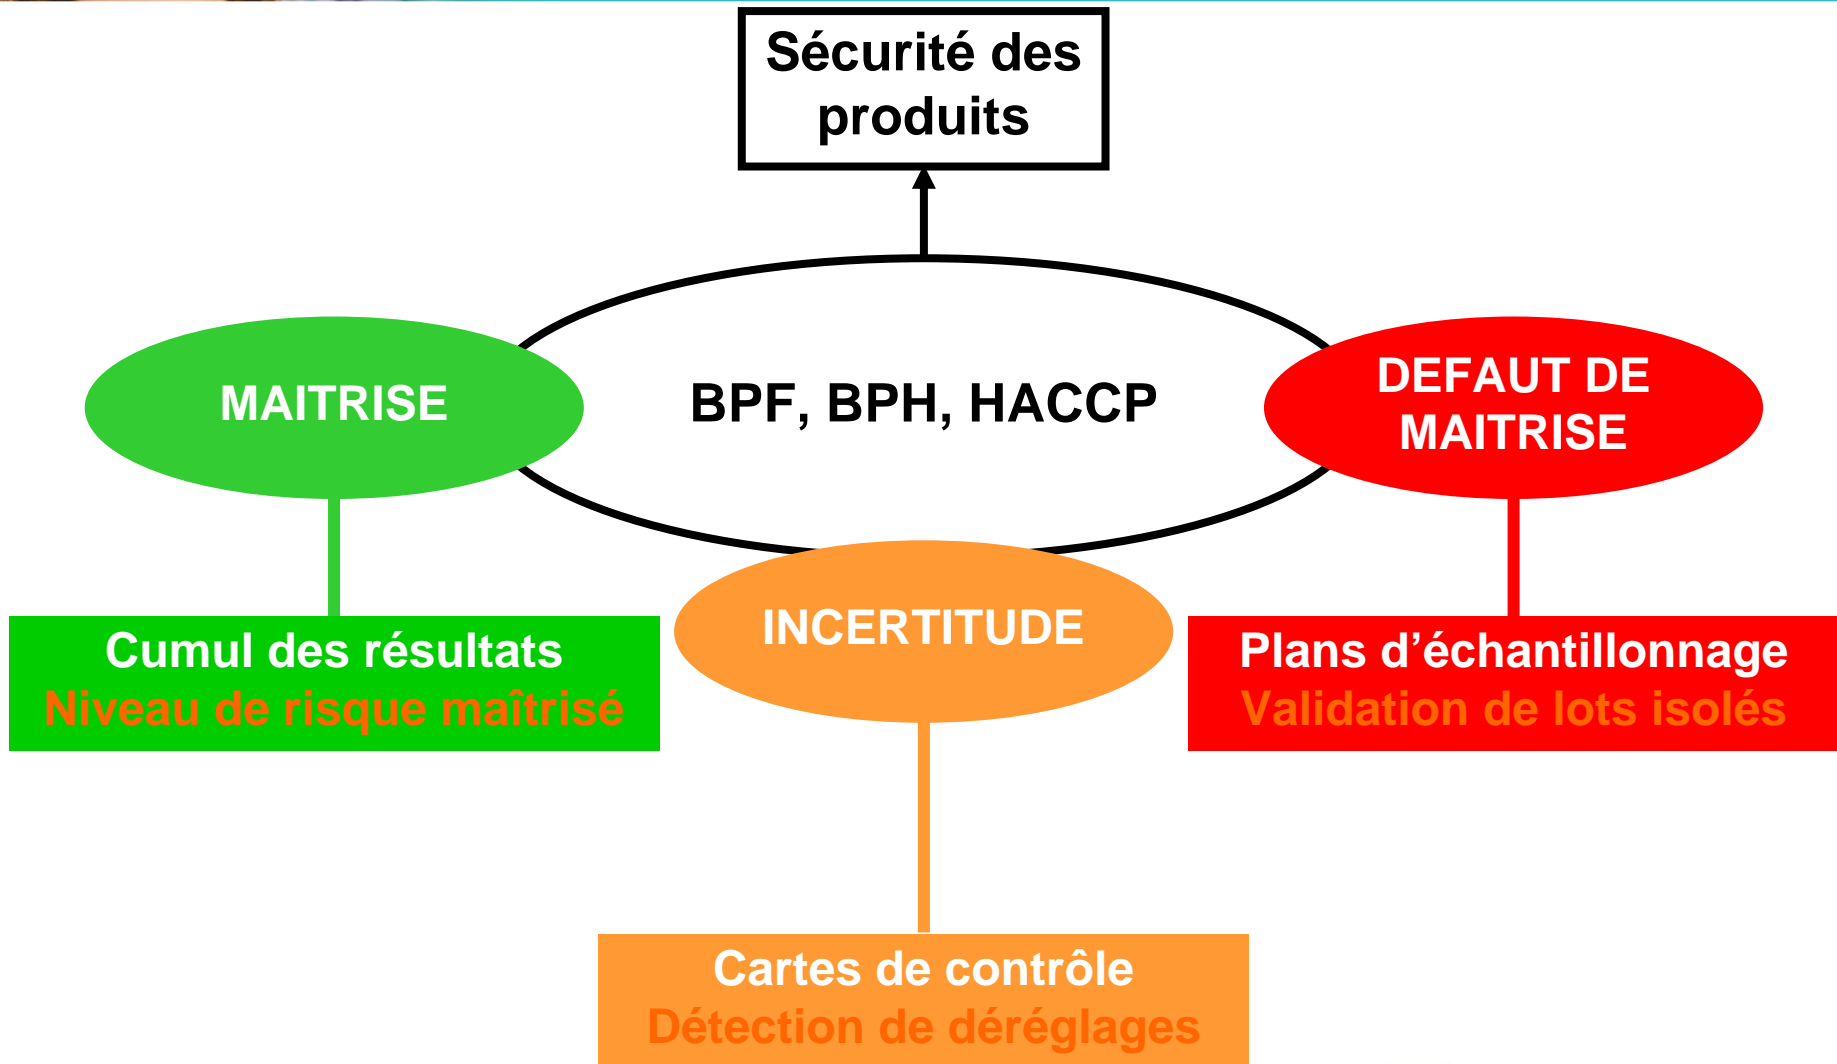 Sécurité des
produits
MAITRISE
BPF, BPH, HACCP
DEFAUT DE
MAITRISE
INCERTITUDE
Cumul des résultats
Niveau de risque maîtrisé
Plans d’échantillonnage
Validation de lots isolés
Cartes de contrôle
Détection de déréglages